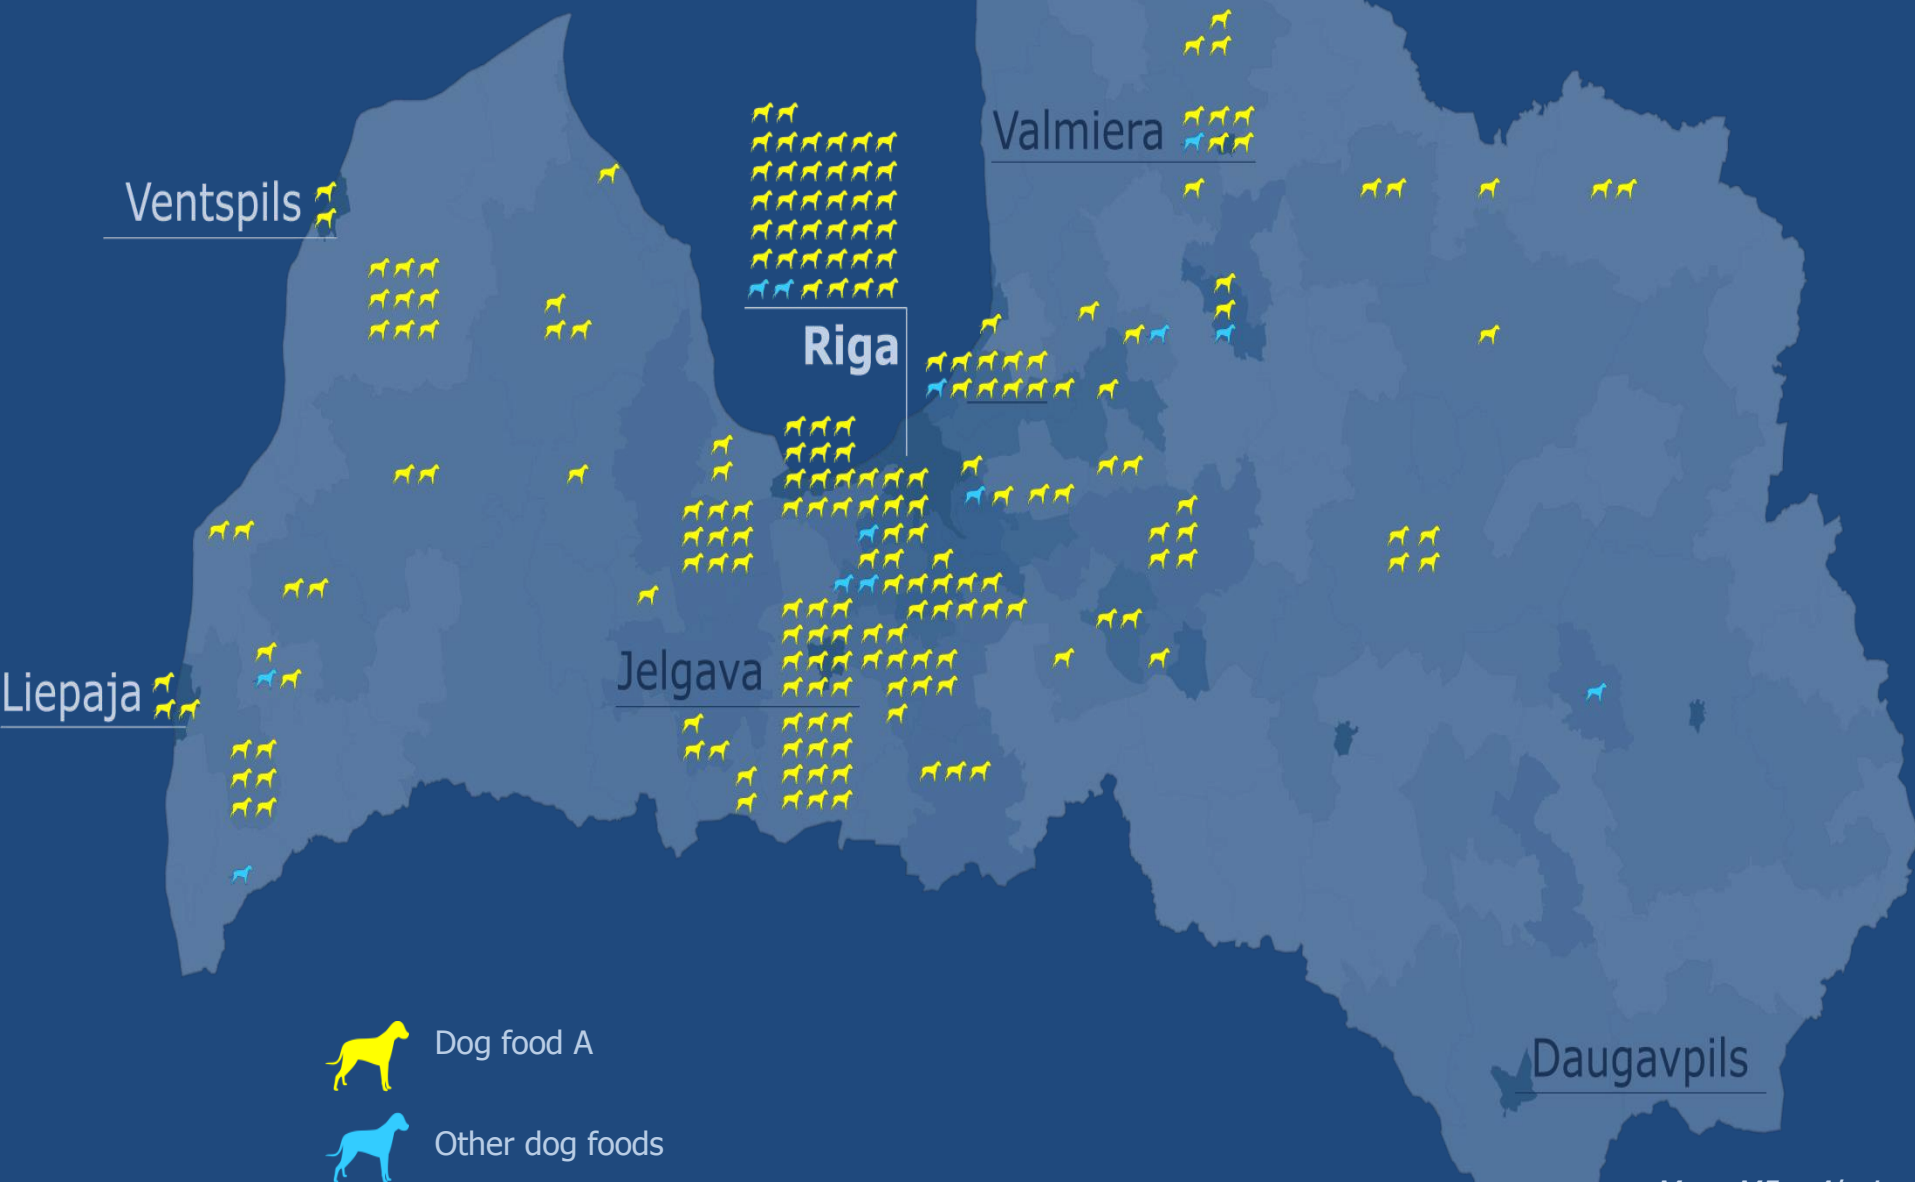 Valmiera
Ventspils
Riga
Jelgava
Liepaja
Dog food A
Daugavpils
Other dog foods